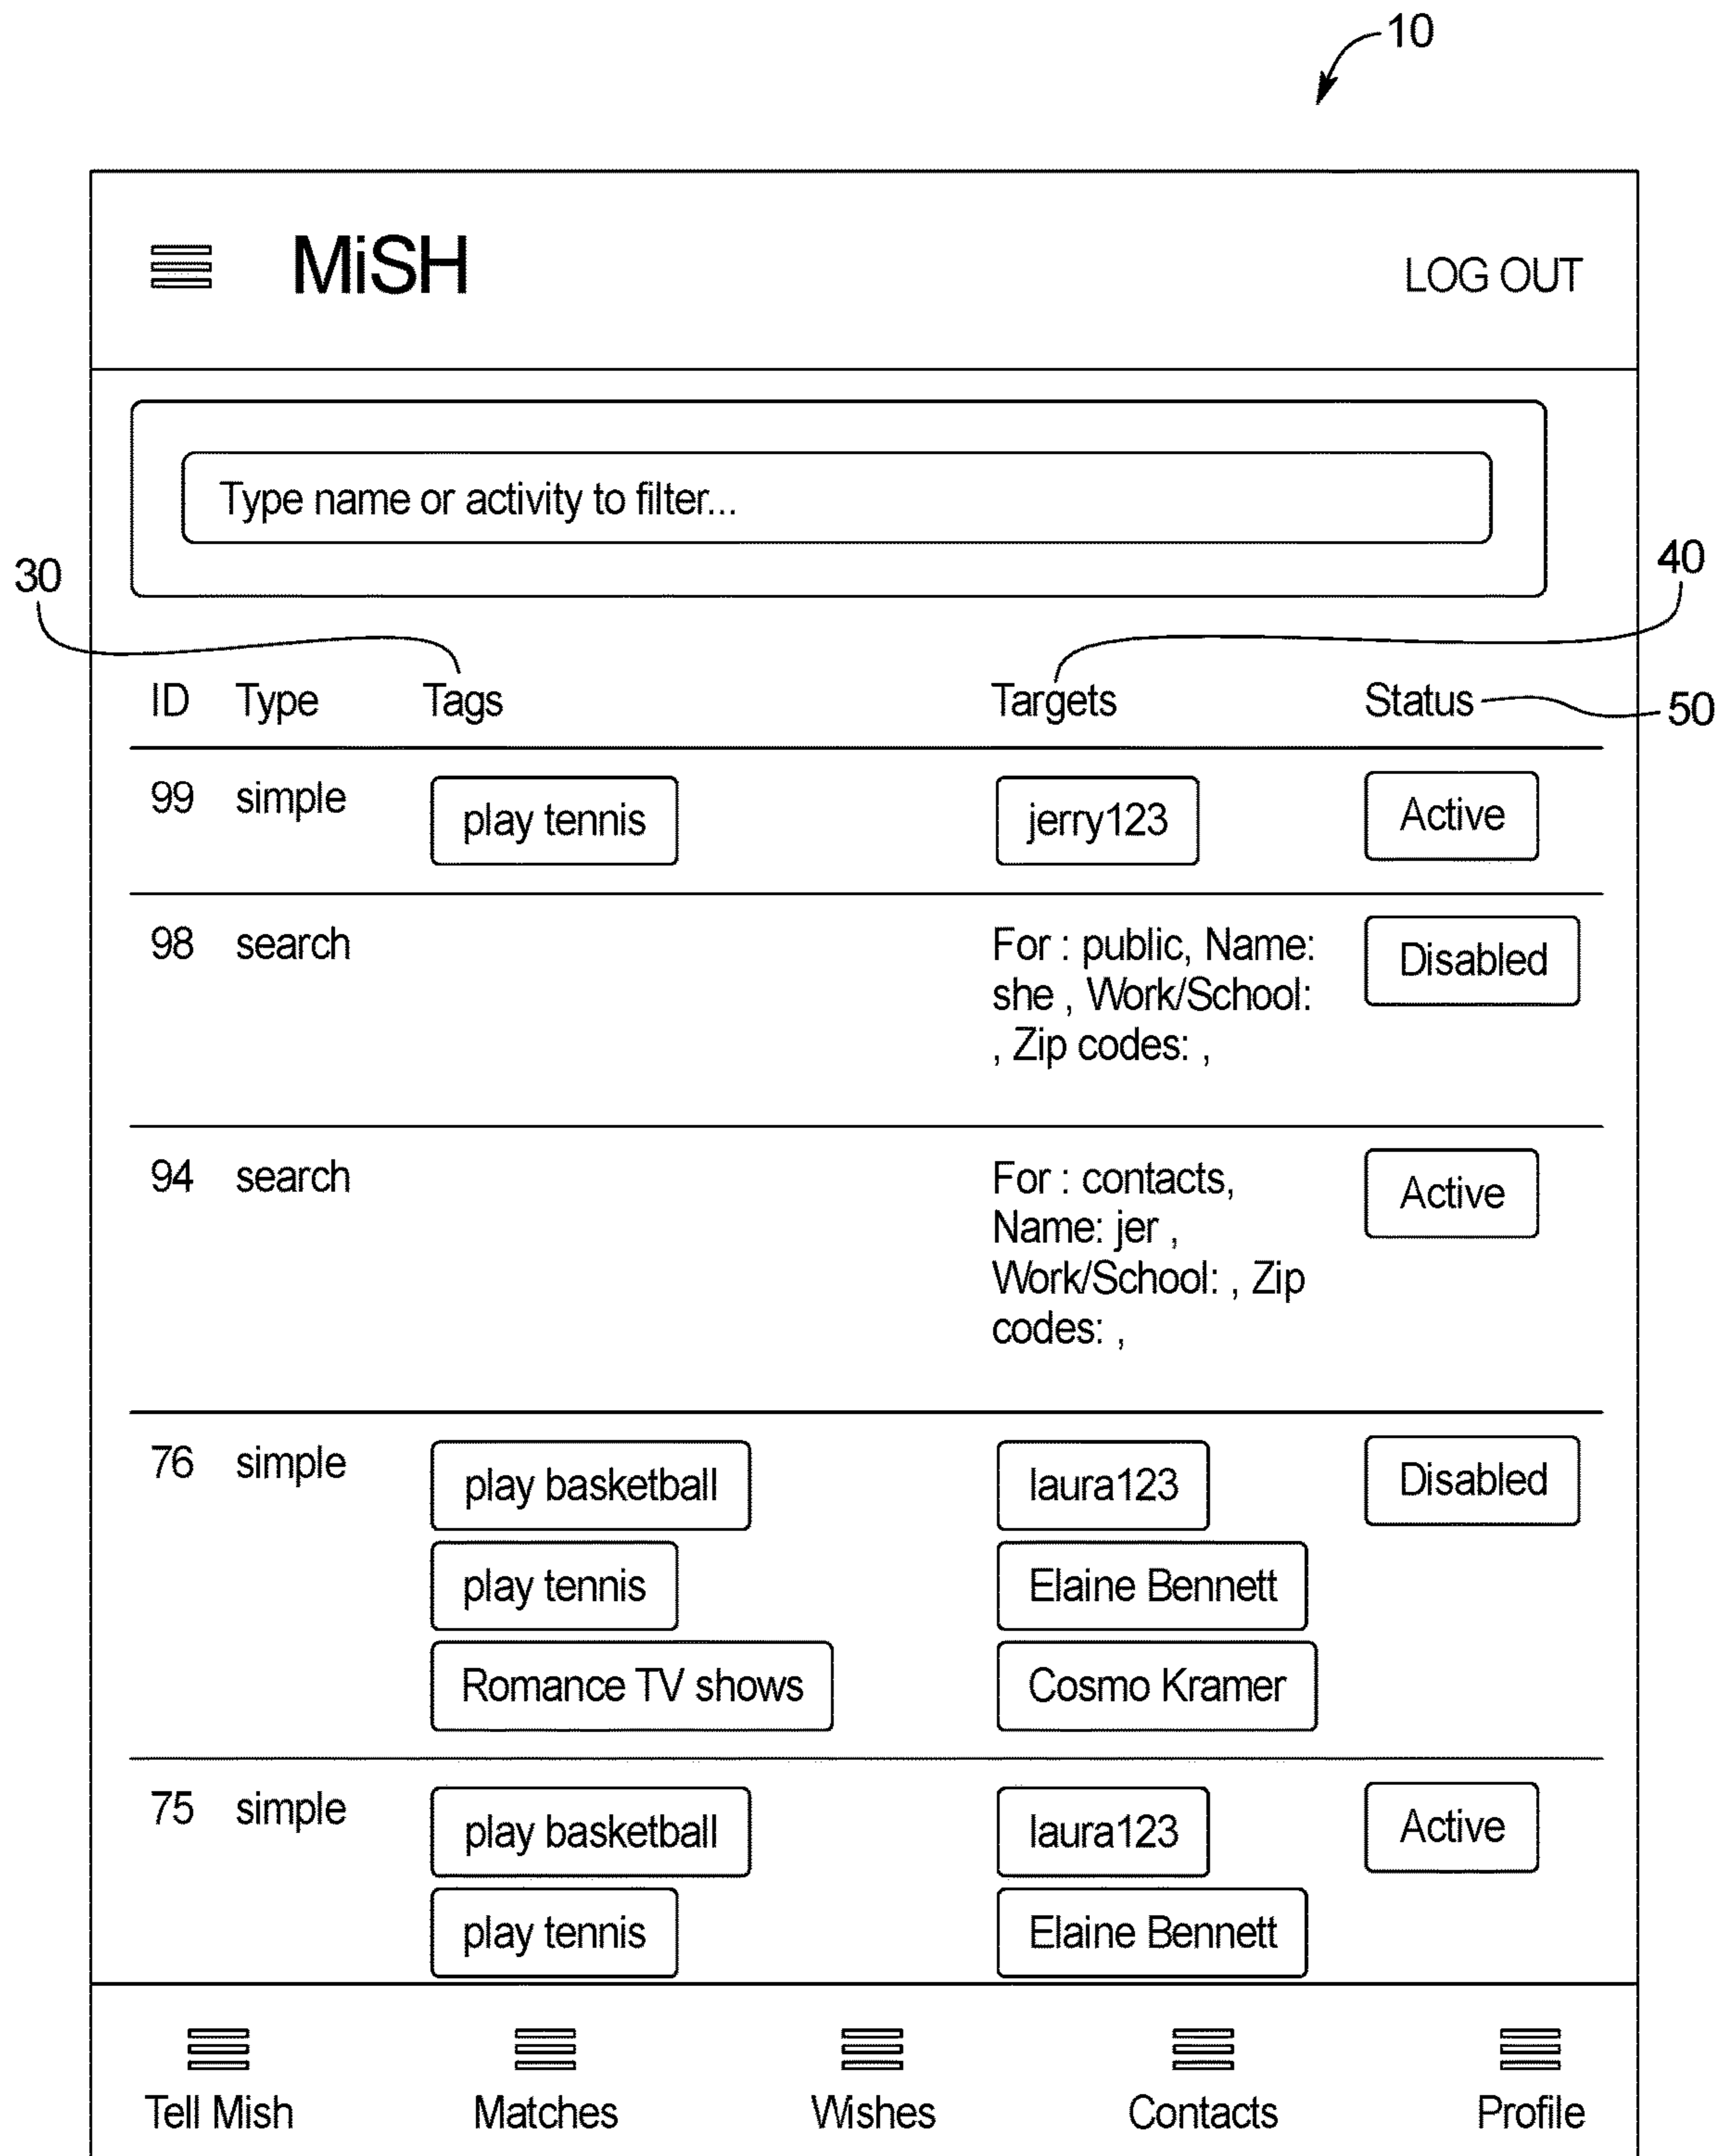 10
MiSH LOG OUT
Type name or activity to filter...
30
40
ID Type Tags Targets Status
50
99 simple play tennis jerry123 Active
98 search For : public, Name: Disabled
she , Work/School:
, Zip codes: ,
94 search For : contacts, Active
Name: jer ,
Work/School: , Zip
codes: ,
76 simple play basketball laura123 Disabled
play tennis Elaine Bennett
Romance TV shows Cosmo Kramer
75 simple play basketball laura123 Active
play tennis Elaine Bennett
Tell Mish Matches Wishes Contacts Profile